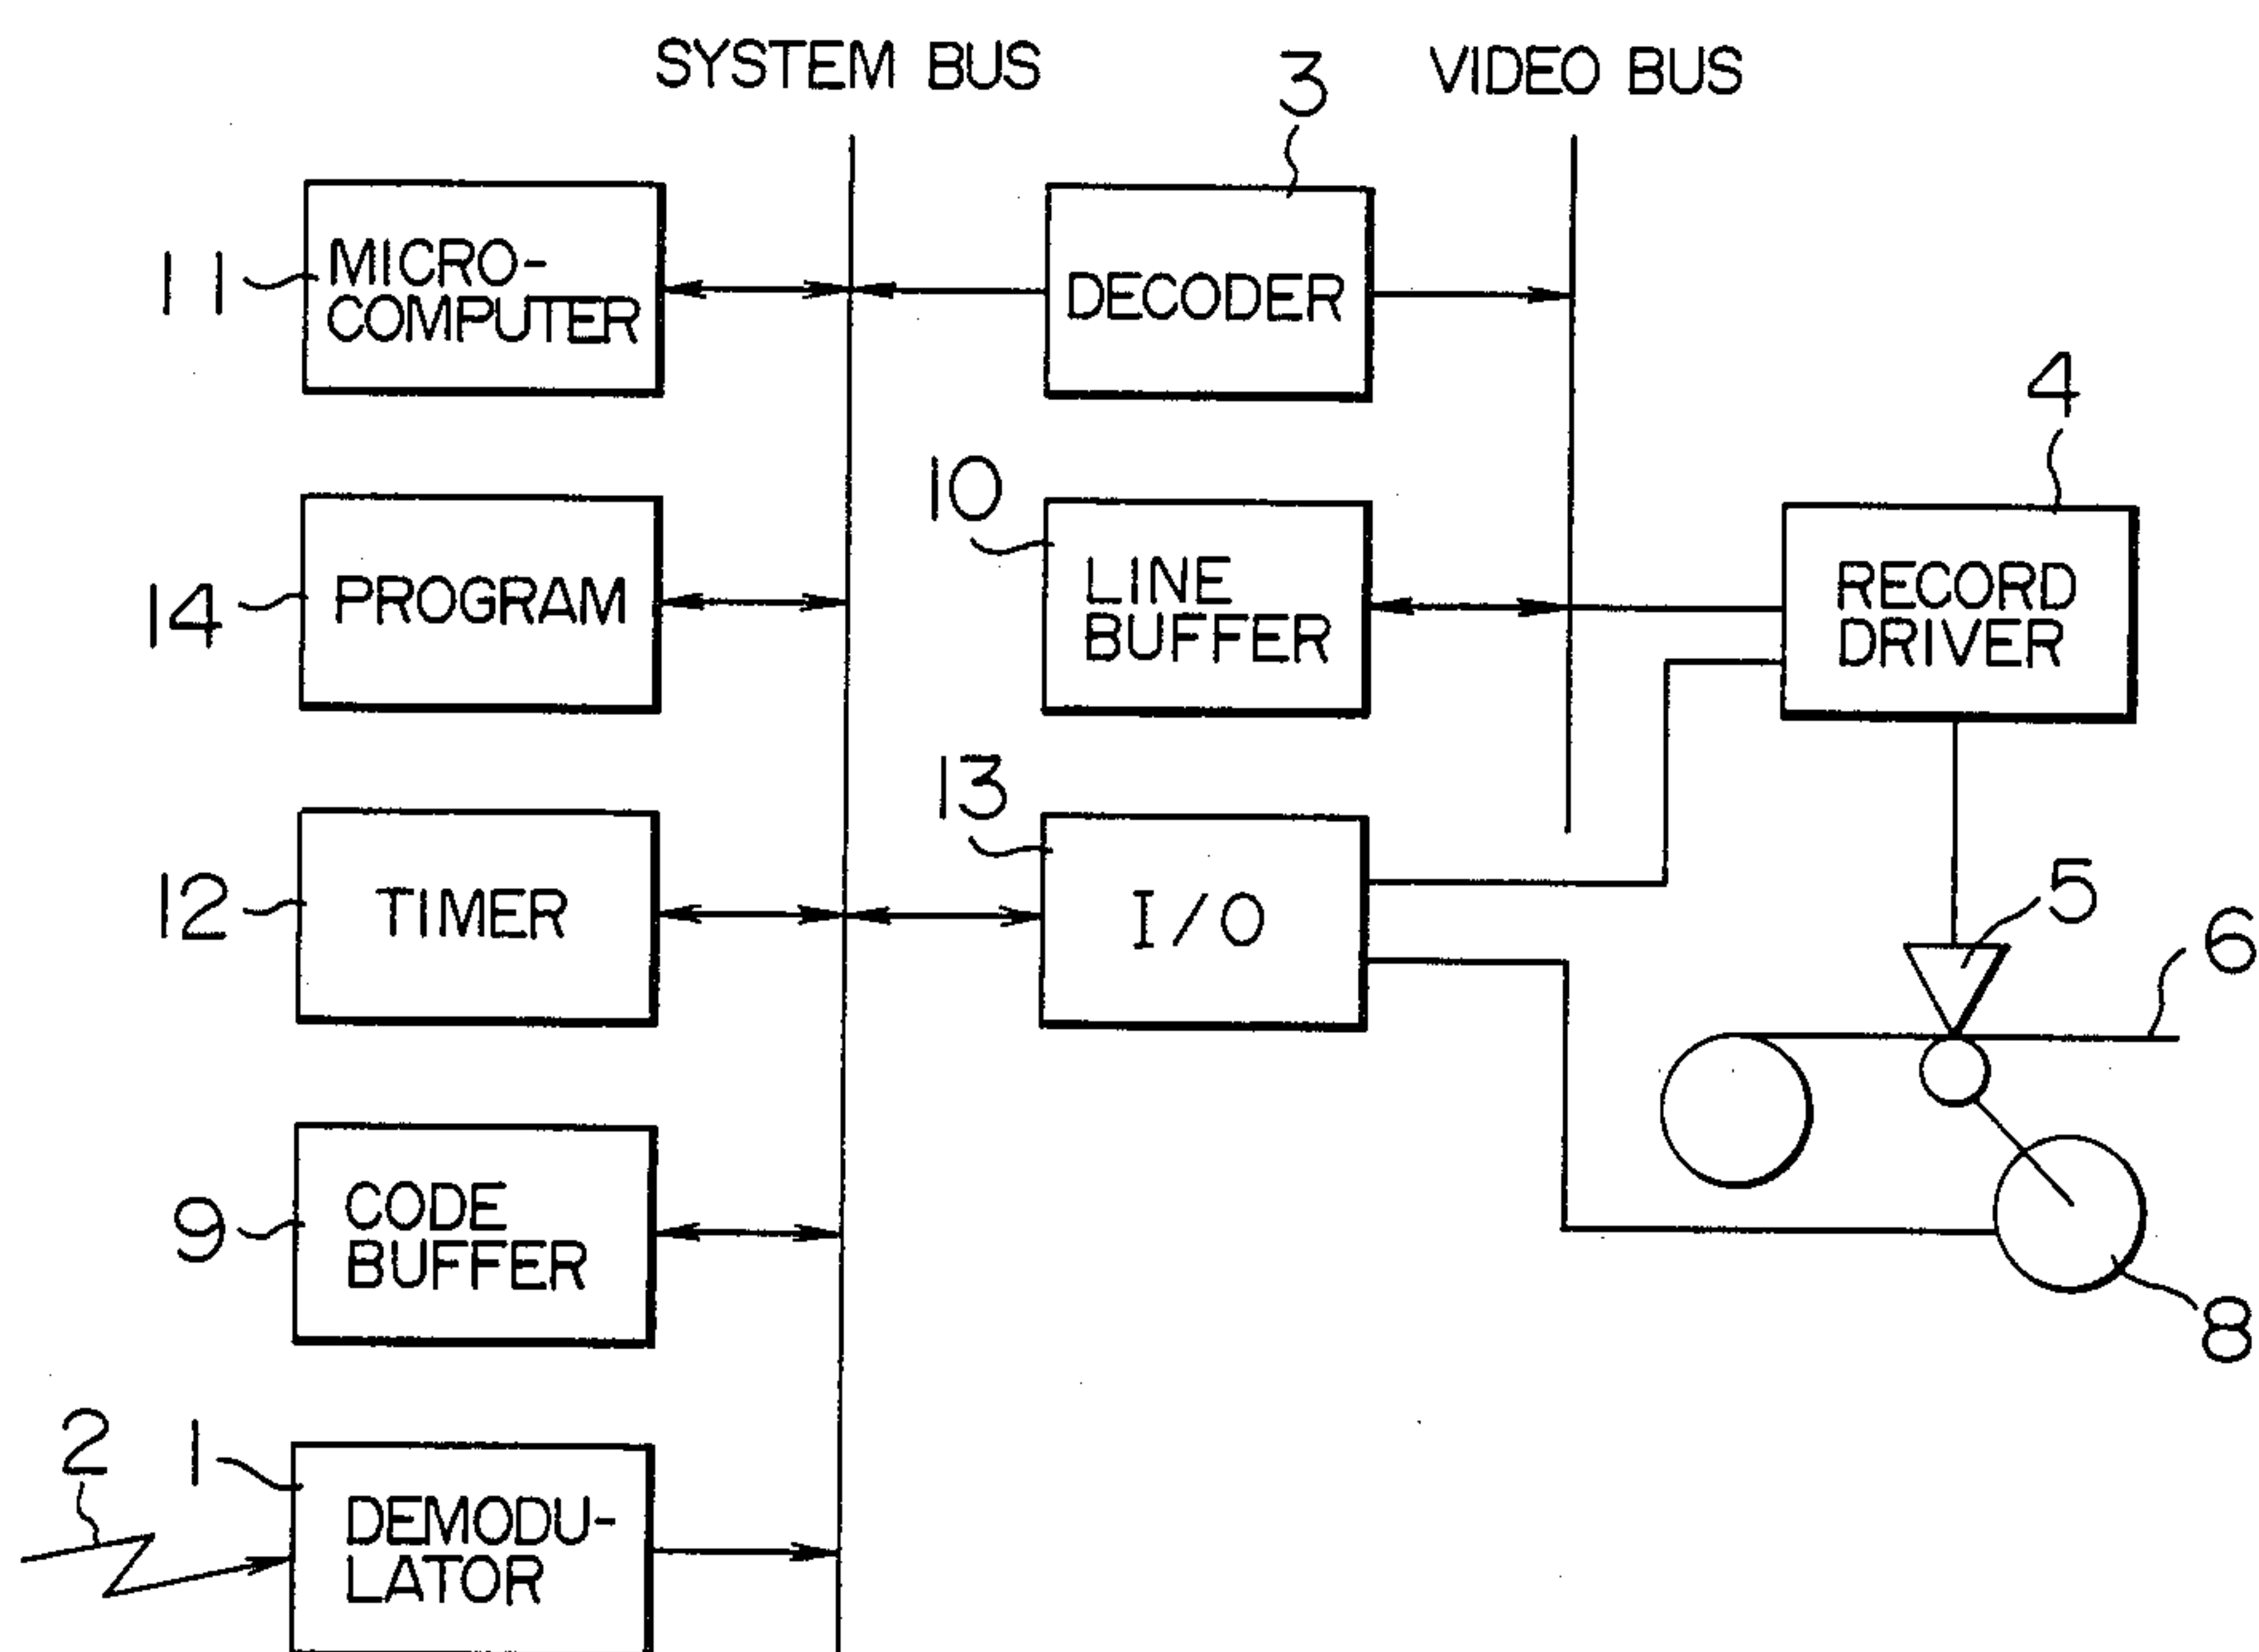 SYSTEM BUS
VIDEO BUS
3
11
MICRO-
COMPUTER
DECODER
4
14
PROGRAM
10
LINE
BUFFER
RECORD
DRIVER
12
TIMER
13
I/O
5
6
9
CODE
BUFFER
8
2
1
DEMODU-
LATOR